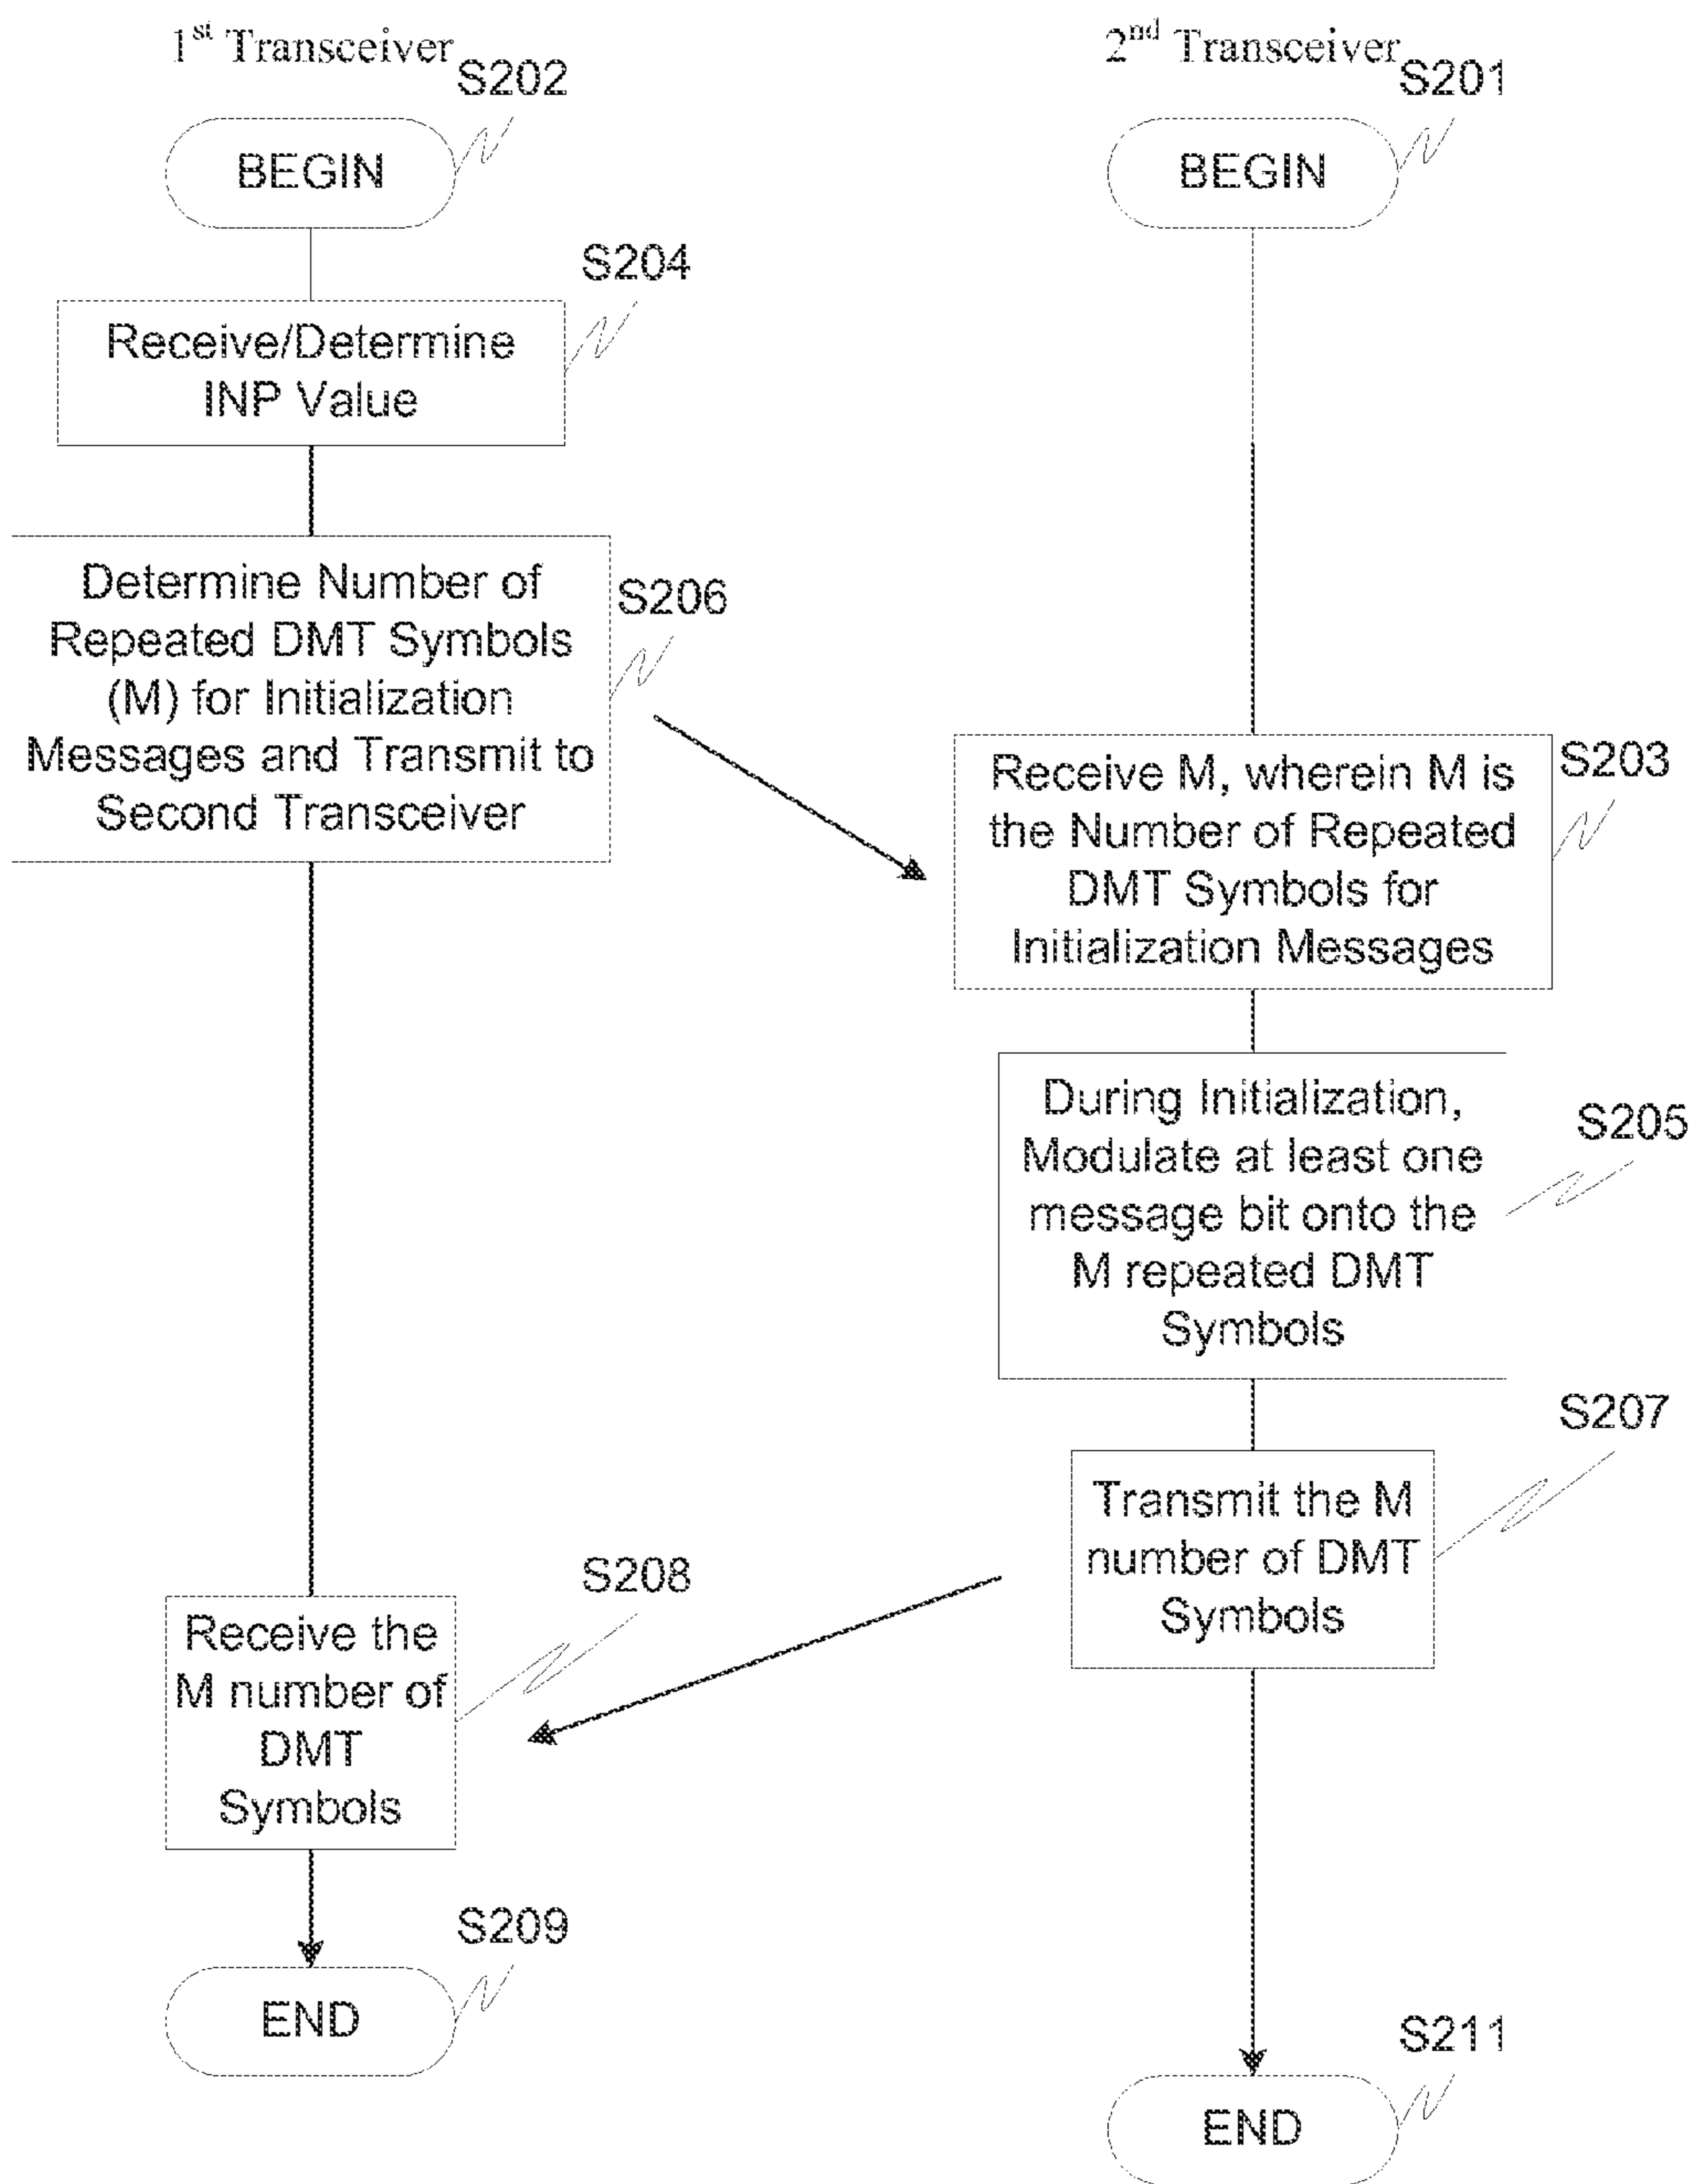 1st Transceiver
S202
BEGIN
S204
Receive/Determine
INP Value
Determine Number of
Repeated DMT Symbols
(M) for Initialization
Messages and Transmit to
Second Transceiver
S206
S208
Receive the
M number of
DMT
Symbols
S209
END
2nd Transceiver
S201
BEGIN
S203
Receive M, wherein M is
the Number of Repeated
DMT Symbols for
Initialization Messages
During Initialization,
Modulate at least one
message bit onto the
M repeated DMT
Symbols
S205
S207
Transmit the M
number of DMT
Symbols
S211
END